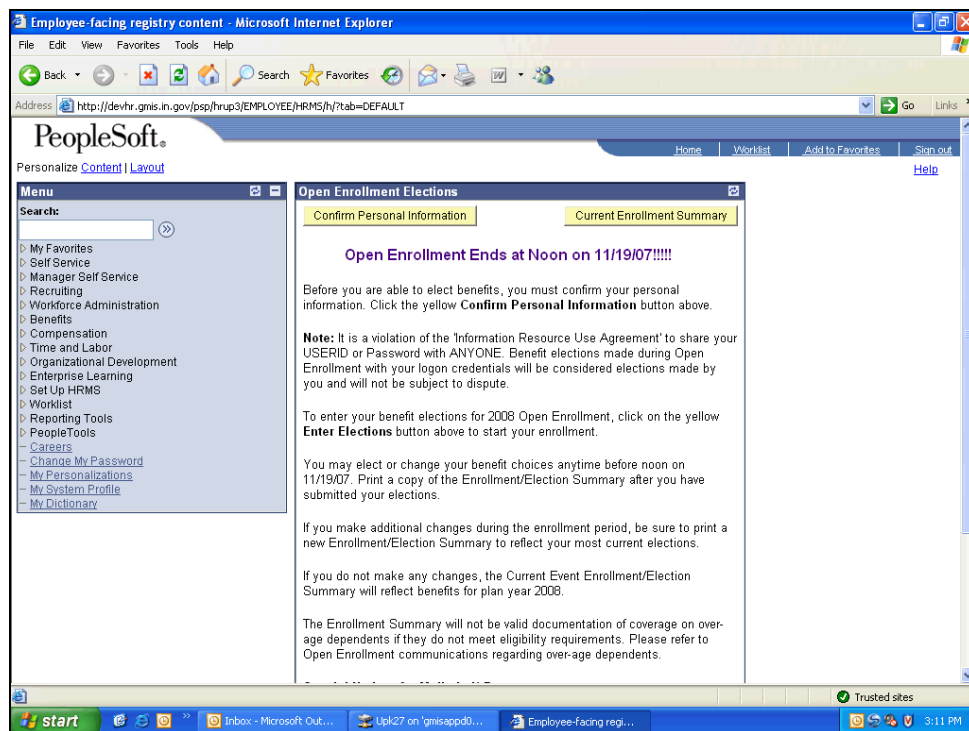 Employee-facing registry content - Microsoft Internet Explorer
File Edit View Favorites Tools Help
Back Search Favorites
Address http://devhr.gmis.in.gov/psp/hrup3/EMPLOYEE/HRMS/h/?tab=DEFAULT Go Links
PeopleSoft.
Home Worklist Add to Favorites Sign out
Personalize Content | Layout Help
Menu
Search:
My Favorites
Self Service
Manager Self Service
Recruiting
Workforce Administration
Benefits
Compensation
Time and Labor
Organizational Development
Enterprise Learning
Set Up HRMS
Worklist
Reporting Tools
PeopleTools
Careers
Change My Password
My Personalizations
My System Profile
My Dictionary
Open Enrollment Elections
Confirm Personal Information Current Enrollment Summary
Open Enrollment Ends at Noon on 11/19/07!!!!!
Before you are able to elect benefits, you must confirm your personal
information. Click the yellow Confirm Personal Information button above.
Note: It is a violation of the 'Information Resource Use Agreement' to share your
USERID or Password with ANYONE. Benefit elections made during Open
Enrollment with your logon credentials will be considered elections made by
you and will not be subject to dispute.
To enter your benefit elections for 2008 Open Enrollment, click on the yellow
Enter Elections button above to start your enrollment.
You may elect or change your benefit choices anytime before noon on
11/19/07. Print a copy of the Enrollment/Election Summary after you have
submitted your elections.
If you make additional changes during the enrollment period, be sure to print a
new Enrollment/Election Summary to reflect your most current elections.
If you do not make any changes, the Current Event Enrollment/Election
Summary will reflect benefits for plan year 2008.
The Enrollment Summary will not be valid documentation of coverage on over-
age dependents if they do not meet eligibility requirements. Please refer to
Open Enrollment communications regarding over-age dependents.
Trusted sites
start Inbox - Microsoft Out... Upk27 on 'gmisappd0... Employee-facing regi... 3:11 PM